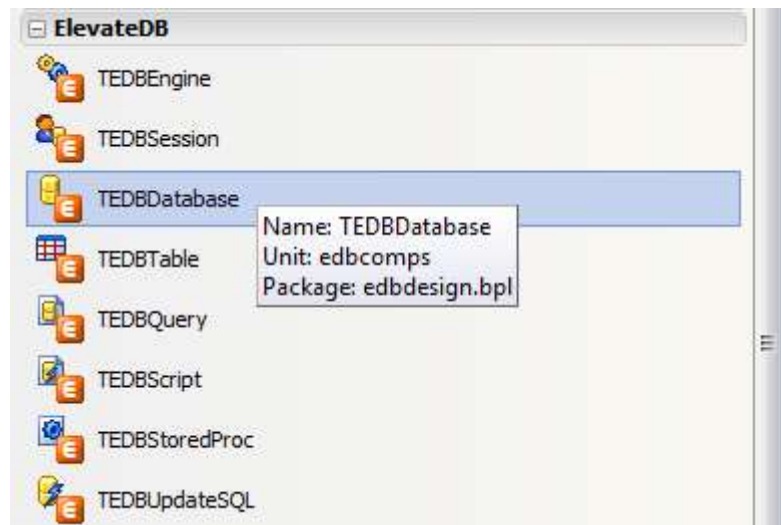 ElevateDB
TEDBEngine
TEDBSession
TEDBDatabase
Name: TEDBDatabase
Unit: edbcomps
Package: edbdesign.bpl
TEDBTable
TEDBQuery
TEDBScript
TEDBStoredProc
TEDBUpdateSQL